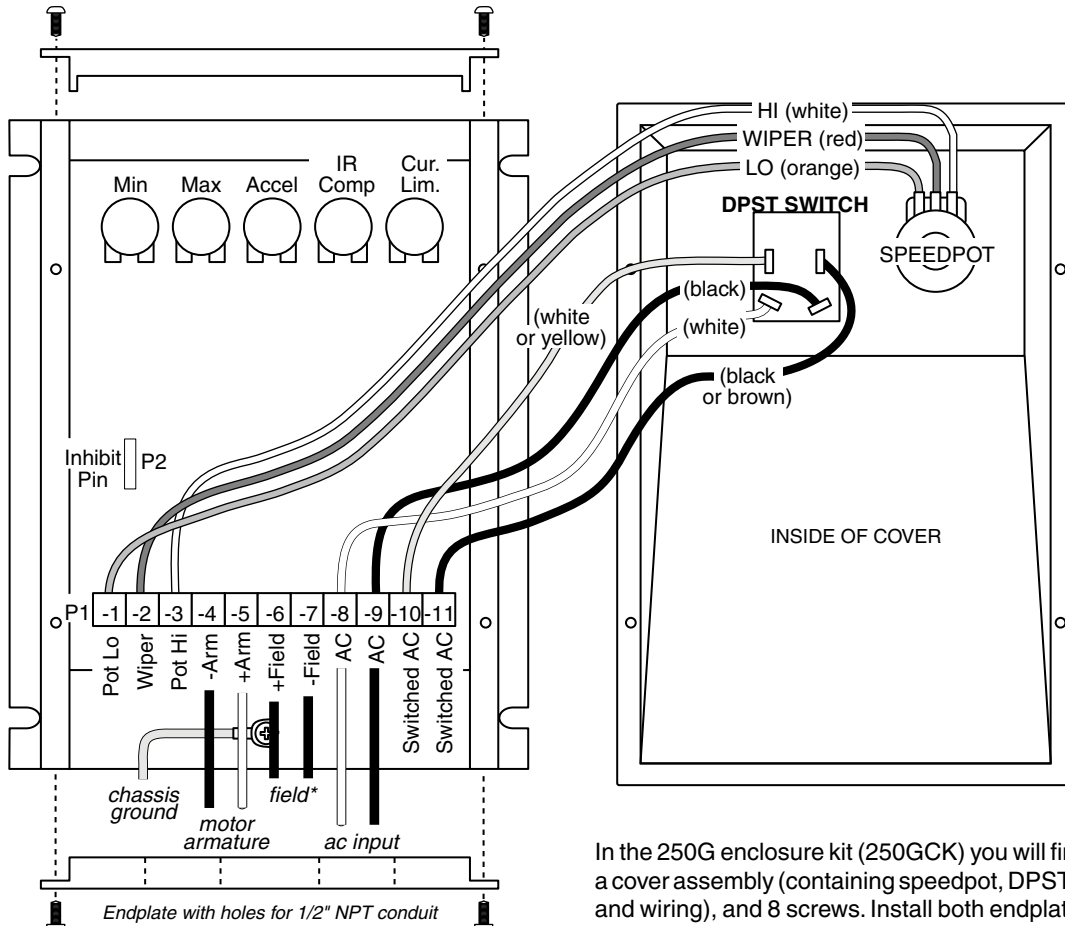 HI (white)
WIPER (red)
LO (orange)
DPST SWITCH
SPEEDPOT
Min
Max
Accel
IR
Comp
Cur.
Lim.
(black)
(white
or yellow)
(white)
(black
or brown)
Inhibit
Pin
P2
INSIDE OF COVER
P1
-1
-2
-3
-4
-5
-6
-7
-8
-9
-10
-11
Pot Lo
Wiper
Pot Hi
-Arm
+Arm
+Field
-Field
AC
AC
Switched AC
Switched AC
chassis
ground
motor
armature
field*
ac input
Endplate with holes for 1/2" NPT conduit
In the 250G enclosure kit (250GCK) you will fin
a cover assembly (containing speedpot, DPST
and wiring), and 8 screws. Install both endplat